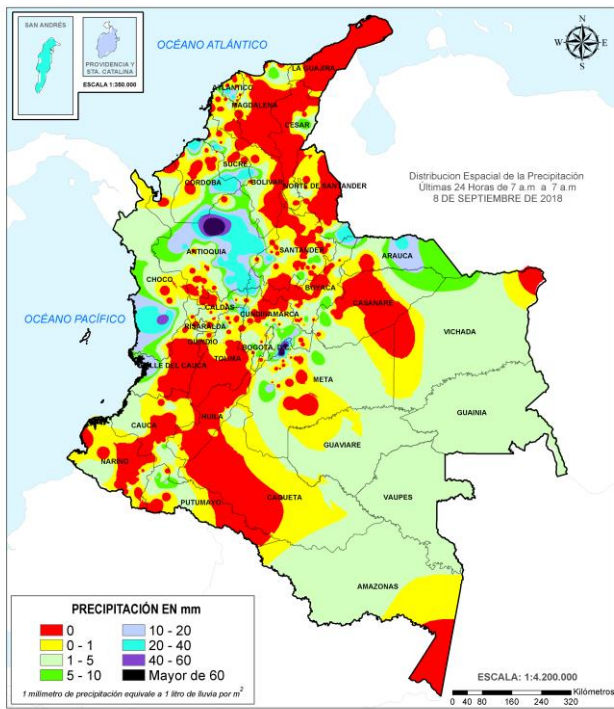 SAN ANDRÉS
PROVIDENCIA Y
STA. CATALINA
ESCALA 1:350.000
OCÉANO ATLÁNTICO
N
W
E
S
LA GUAJIRA
ATLANTICO
MAGDALENA
CESAR
SUCRE
CORDOBA
BOLIVAR
NORTE DE SANTANDER
Distribucion Espacial de la Precipitación
Últimas 24 Horas de 7 a.m a 7 a.m
8 DE SEPTIEMBRE DE 2018
ANTIOQUIA
SANTANDER
ARAUCA
CHOCO
BOYACA
CASANARE
OCÉANO PACÍFICO
CALDAS
CUNDINAMARCA
RISARALDA
VICHADA
QUINDIO
BOGOTA, D.C.
VALLE DEL CAUCA
TOLIMA
META
GUAINIA
CAUCA
HUILA
GUAVIARE
NARIÑO
VAUPES
PUTUMAYO
CAQUETA
AMAZONAS
PRECIPITACIÓN EN mm
0
10 - 20
0 - 1
20 - 40
1 - 5
40 - 60
5 - 10
Mayor de 60
1 milimetro de precipitación equivale a 1 litro de lluvia por m2
ESCALA: 1:4.200.000
Kilómetros
0 40 80 160 240 320